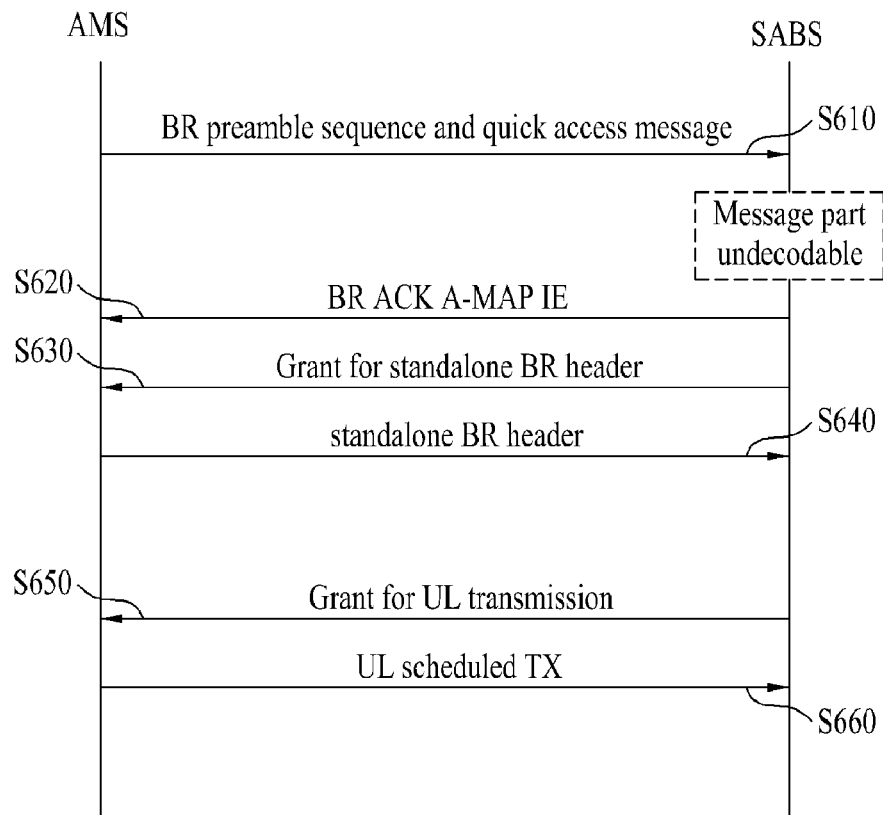 AMS
SABS
BR preamble sequence and quick access message
S610
Message part
undecodable
S620
BR ACK A-MAP IE
S630
Grant for standalone BR header
standalone BR header
S640
S650
Grant for UL transmission
UL scheduled TX
S660